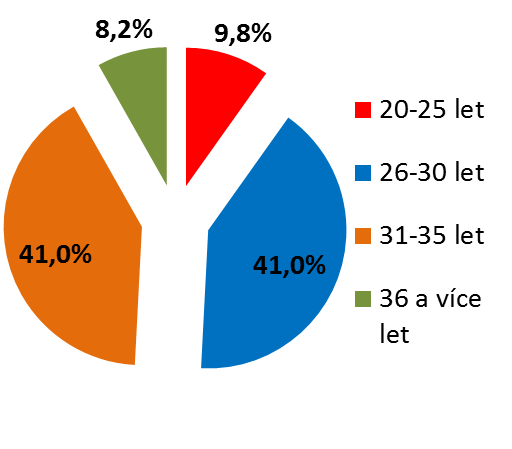 8,2%
9,8%
41,0%
41,0%
20-25 let
26-30 let
31-35 let
36 a více
let